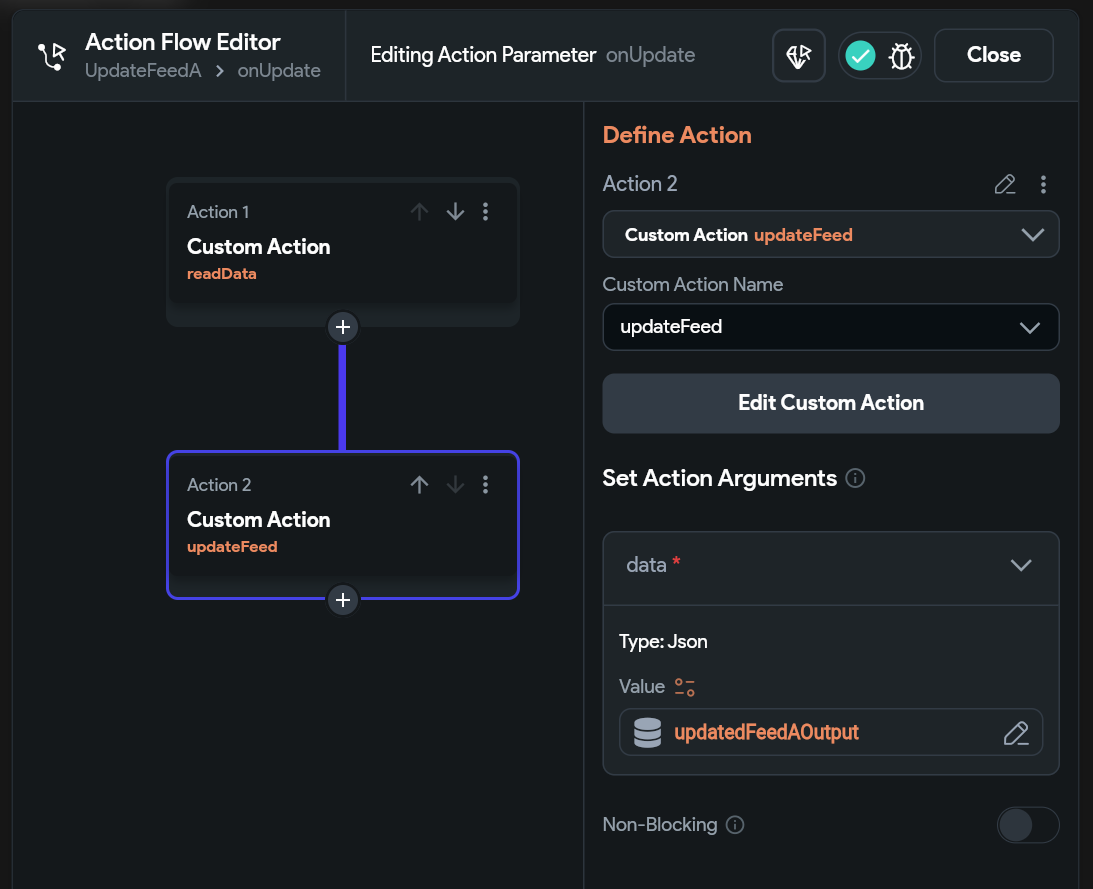 Action Flow Editor
UpdateFeedA > onUpdate
Editing Action Parameter onUpdate
Close
Action 1
Custom Action
readData
Action 2
Custom Action
updateFeed
Define Action
Action 2
Custom Action updateFeed
Custom Action Name
updateFeed
Edit Custom Action
Set Action Arguments
data *
Type: Json
Value
updatedFeedAOutput
Non-Blocking